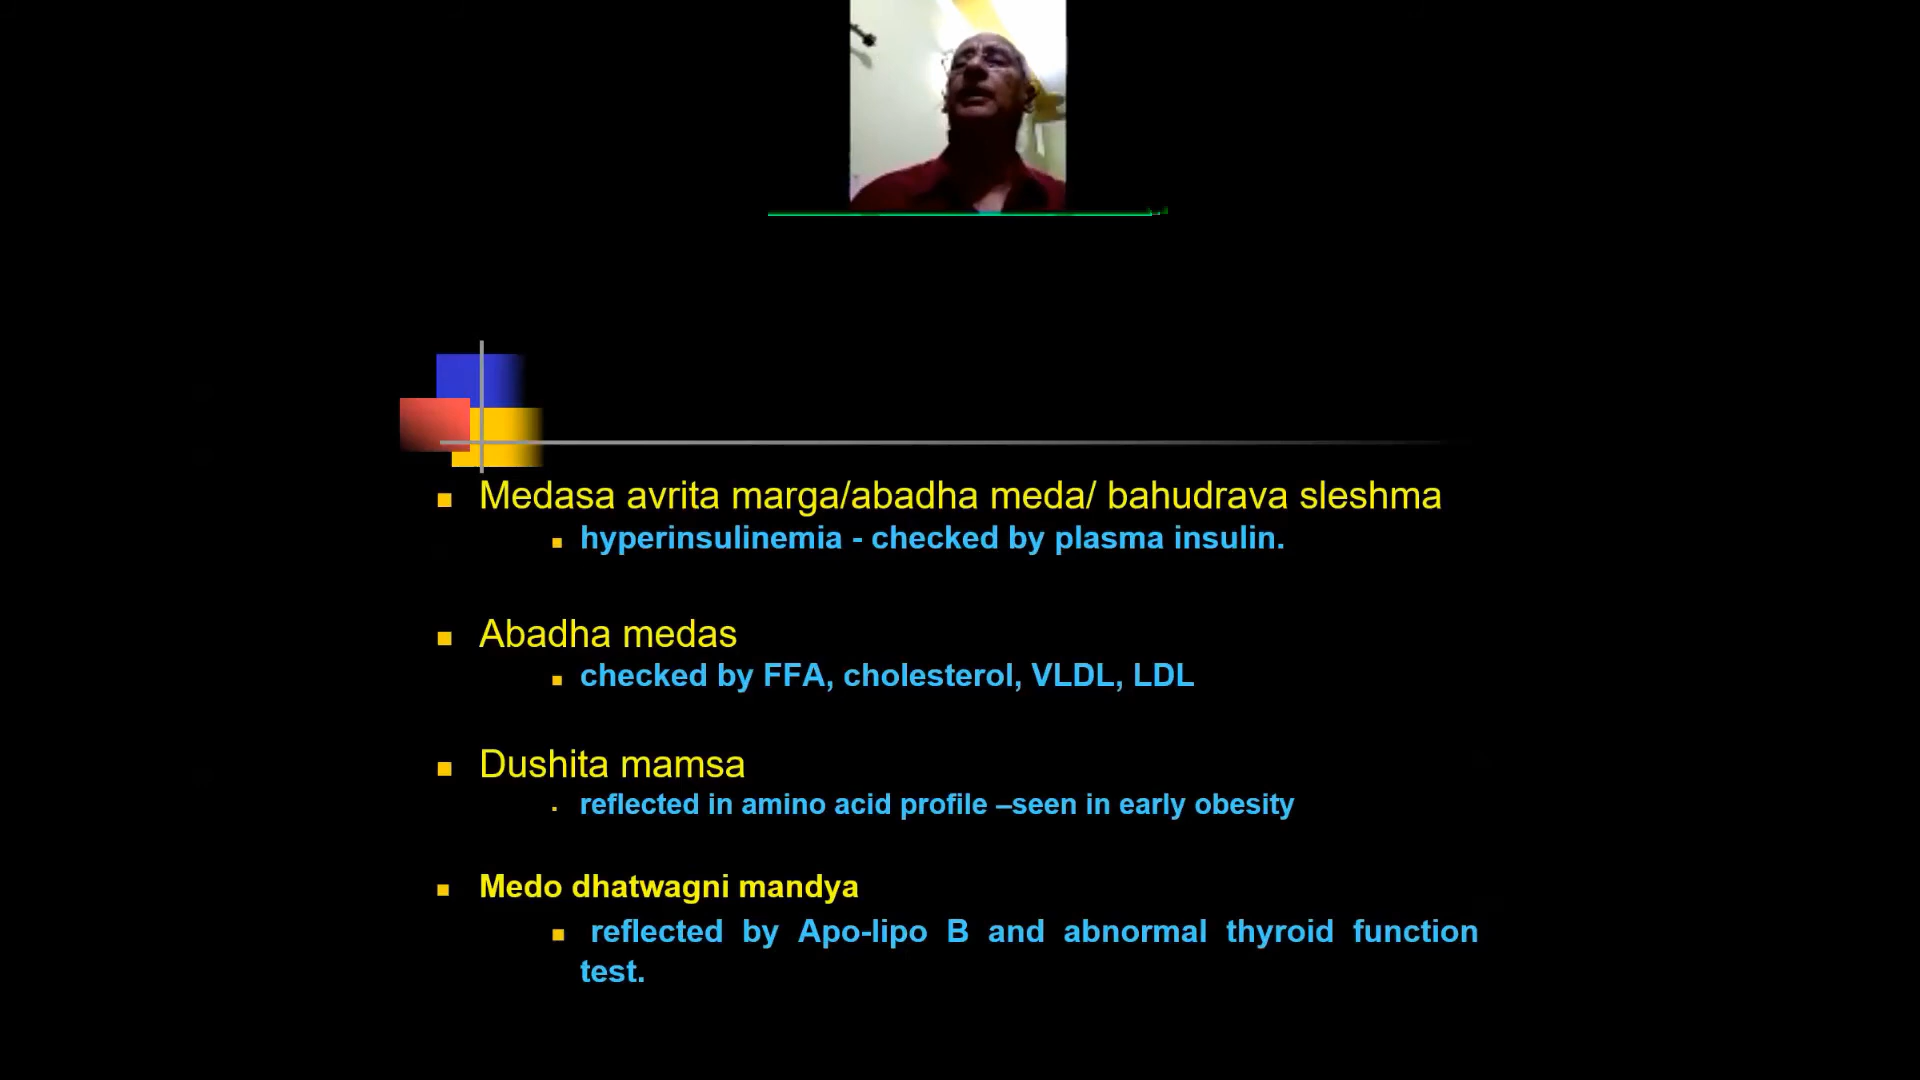 Medasa avrita marga/abadha meda/ bahudrava sleshma
hyperinsulinemia - checked by plasma insulin.
Abadha medas
checked by FFA, cholesterol, VLDL, LDL
Dushita mamsa
reflected in amino acid profile –seen in early obesity
Medo dhatwagni mandya
reflected by Apo-lipo B and abnormal thyroid function
test.